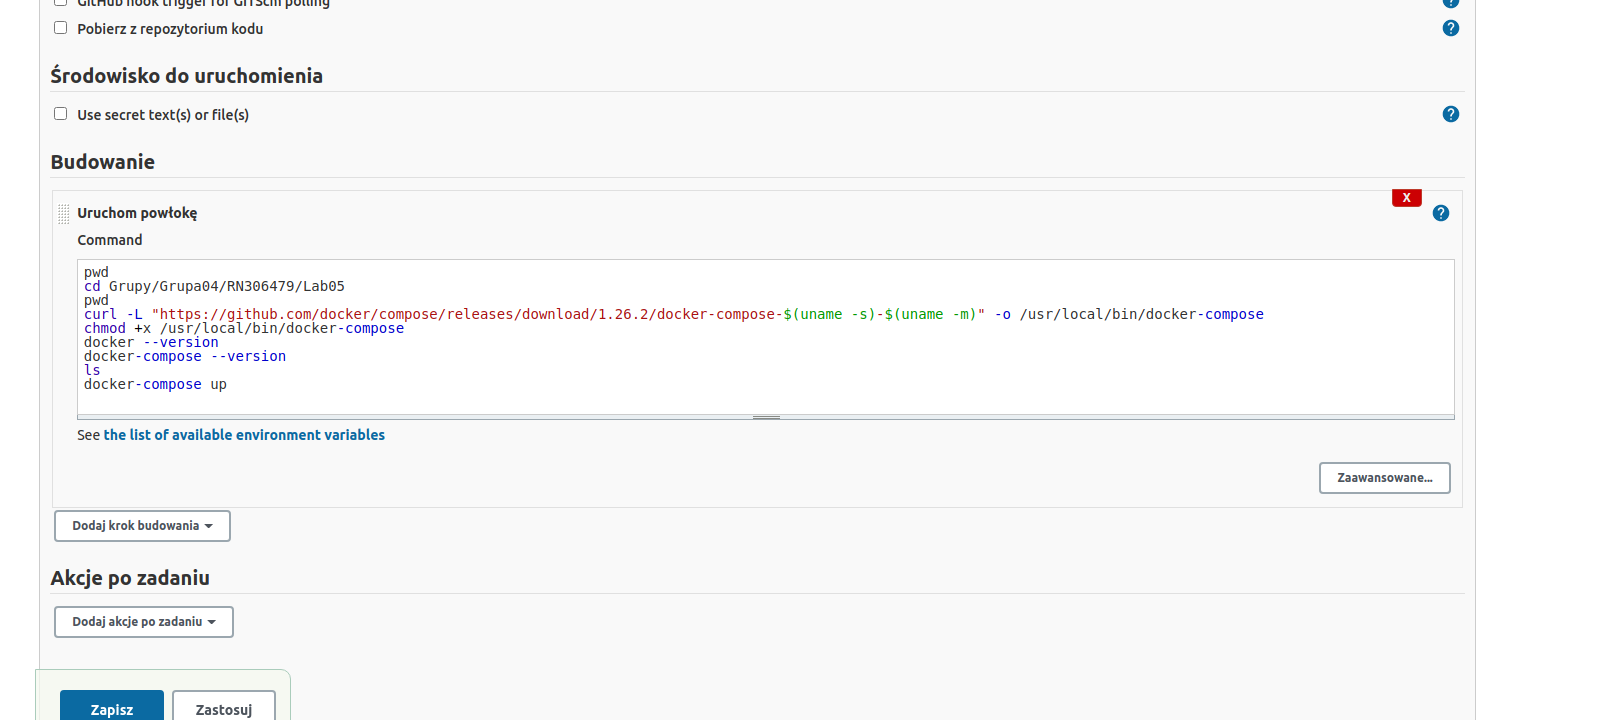 GitHub hook trigger for GITScm polling
?
Pobierz z repozytorium kodu
?
Środowisko do uruchomienia
Use secret text(s) or file(s)
?
Budowanie
X
Uruchom powłokę
?
Command
pwd
cd Grupy/Grupa04/RN306479/Lab05
pwd
curl -L "https://github.com/docker/compose/releases/download/1.26.2/docker-compose-$(uname -s)-$(uname -m)" -o /usr/local/bin/docker-compose
chmod +x /usr/local/bin/docker-compose
docker --version
docker-compose --version
ls
docker-compose up
See the list of available environment variables
Zaawansowane...
Dodaj krok budowania
Akcje po zadaniu
Dodaj akcje po zadaniu
Zapisz
Zastosuj